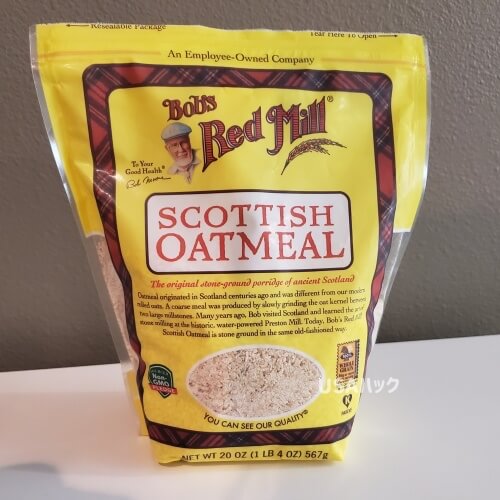 Resealable Package
Tear Here To Open
An Employee-Owned Company
Bob's
Red Mill®
To Your
Good Health®
Bob Moore
SCOTTISH
OATMEAL
The original stone-ground porridge of ancient Scotland
Oatmeal originated in Scotland centuries ago and was different from our modern
rolled oats. A coarse meal was produced by slowly grinding the oat kernel between
two large millstones. Many years ago, Bob visited Scotland and learned the art of
stone milling at the historic, water-powered Preston Mill. Today, Bob's Red Mill®
Scottish Oatmeal is stone ground in the same old-fashioned way.
Non-
GMO
WHOLE
GRAIN
USAハック
YOU CAN SEE OUR QUALITY®
NET WT 20 OZ (1 LB 4 OZ) 567g